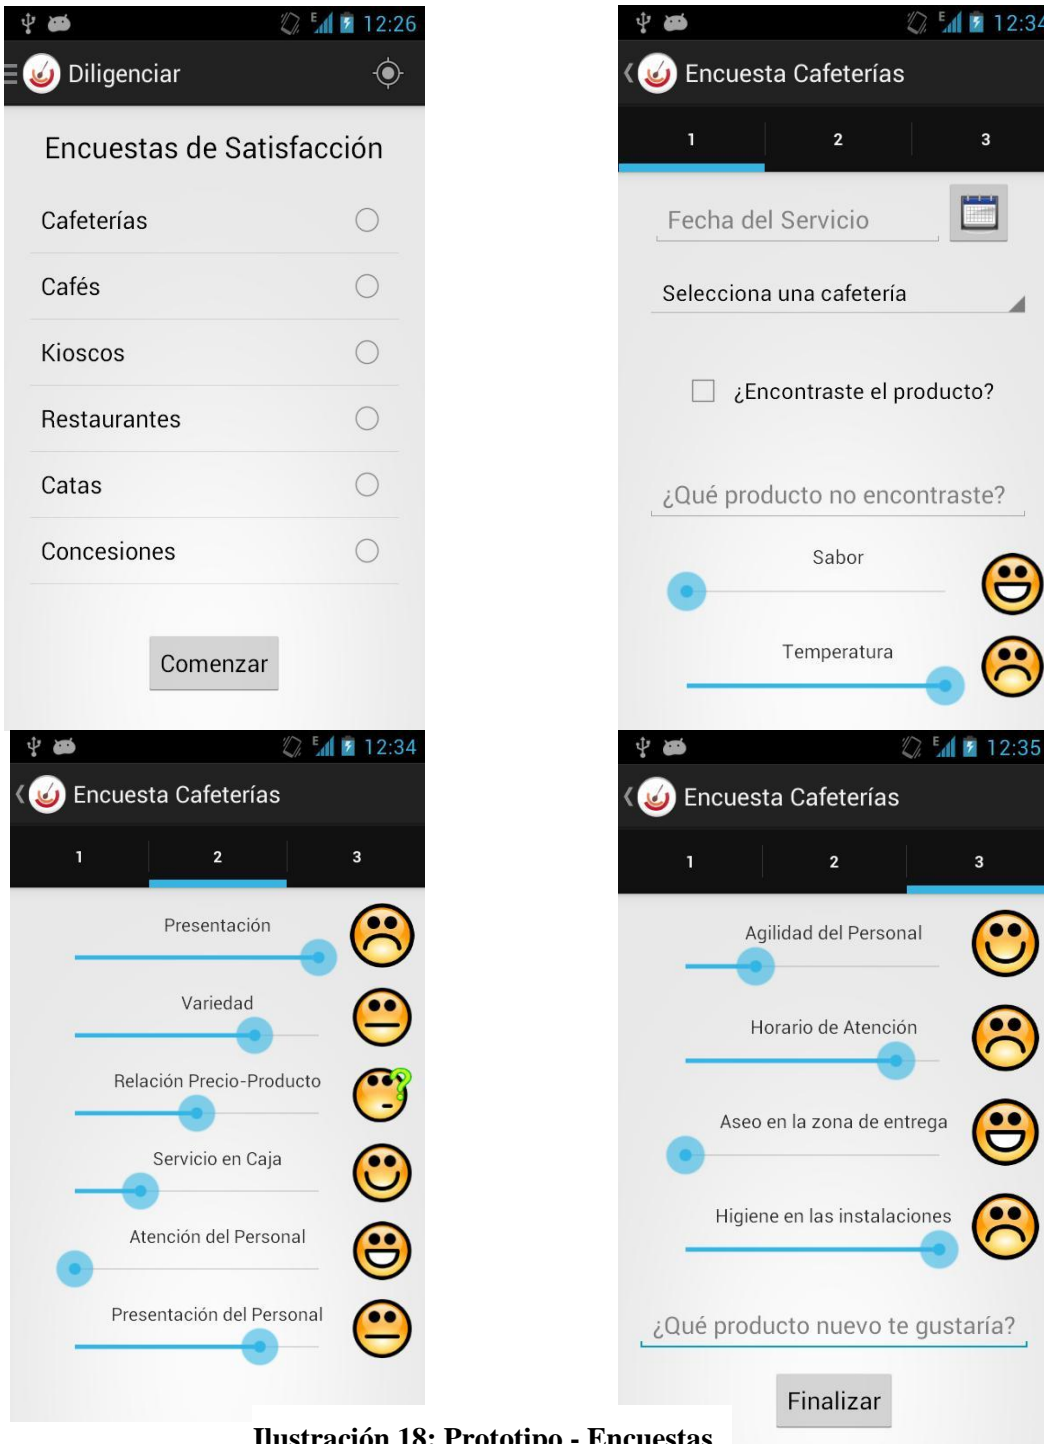 E 12:26
Diligenciar
Encuestas de Satisfacción
Cafeterías
Cafés
Kioscos
Restaurantes
Catas
Concesiones
Comenzar
E 12:34
Encuesta Cafeterías
1 2 3
Fecha del Servicio
Selecciona una cafetería
¿Encontraste el producto?
¿Qué producto no encontraste?
Sabor
Temperatura
E 12:34
Encuesta Cafeterías
1 2 3
Presentación
Variedad
Relación Precio-Producto
?
Servicio en Caja
Atención del Personal
Presentación del Personal
E 12:35
Encuesta Cafeterías
1 2 3
Agilidad del Personal
Horario de Atención
Aseo en la zona de entrega
Higiene en las instalaciones
¿Qué producto nuevo te gustaría?
Finalizar
Ilustración 18: Prototipo - Encuestas